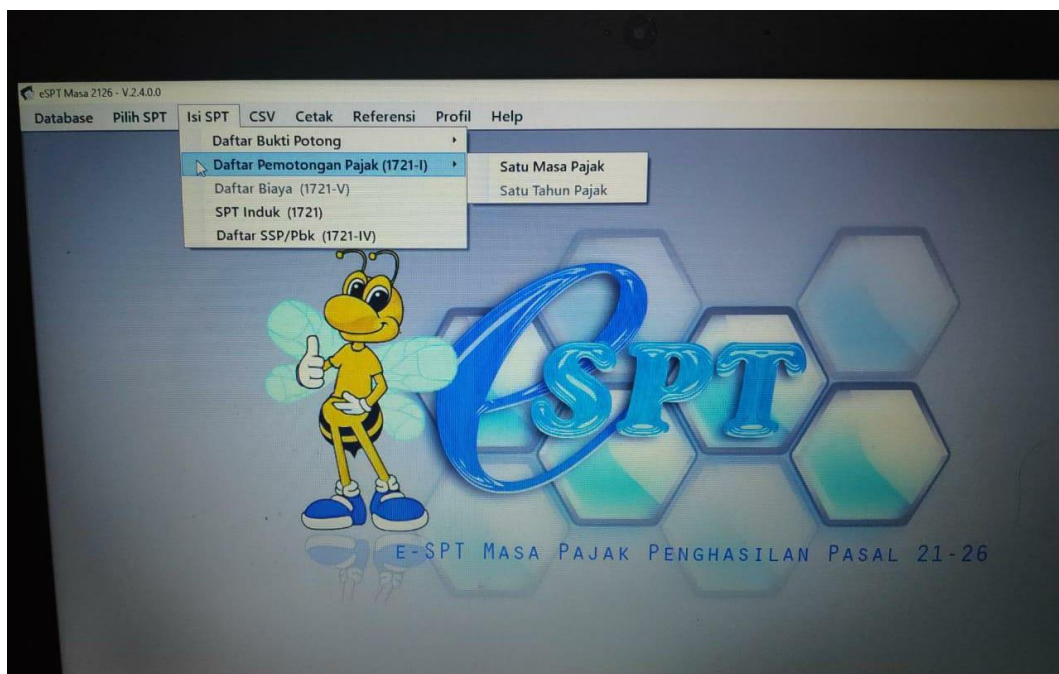 eSPT Masa 2126 - V.2.4.0.0
Database Pilih SPT Isi SPT CSV Cetak Referensi Profil Help
Daftar Bukti Potong
Daftar Pemotongan Pajak (1721-I)
Satu Masa Pajak
Satu Tahun Pajak
Daftar Biaya (1721-V)
SPT Induk (1721)
Daftar SSP/Pbk (1721-IV)
eSPT
E-SPT MASA PAJAK PENGHASILAN PASAL 21-26